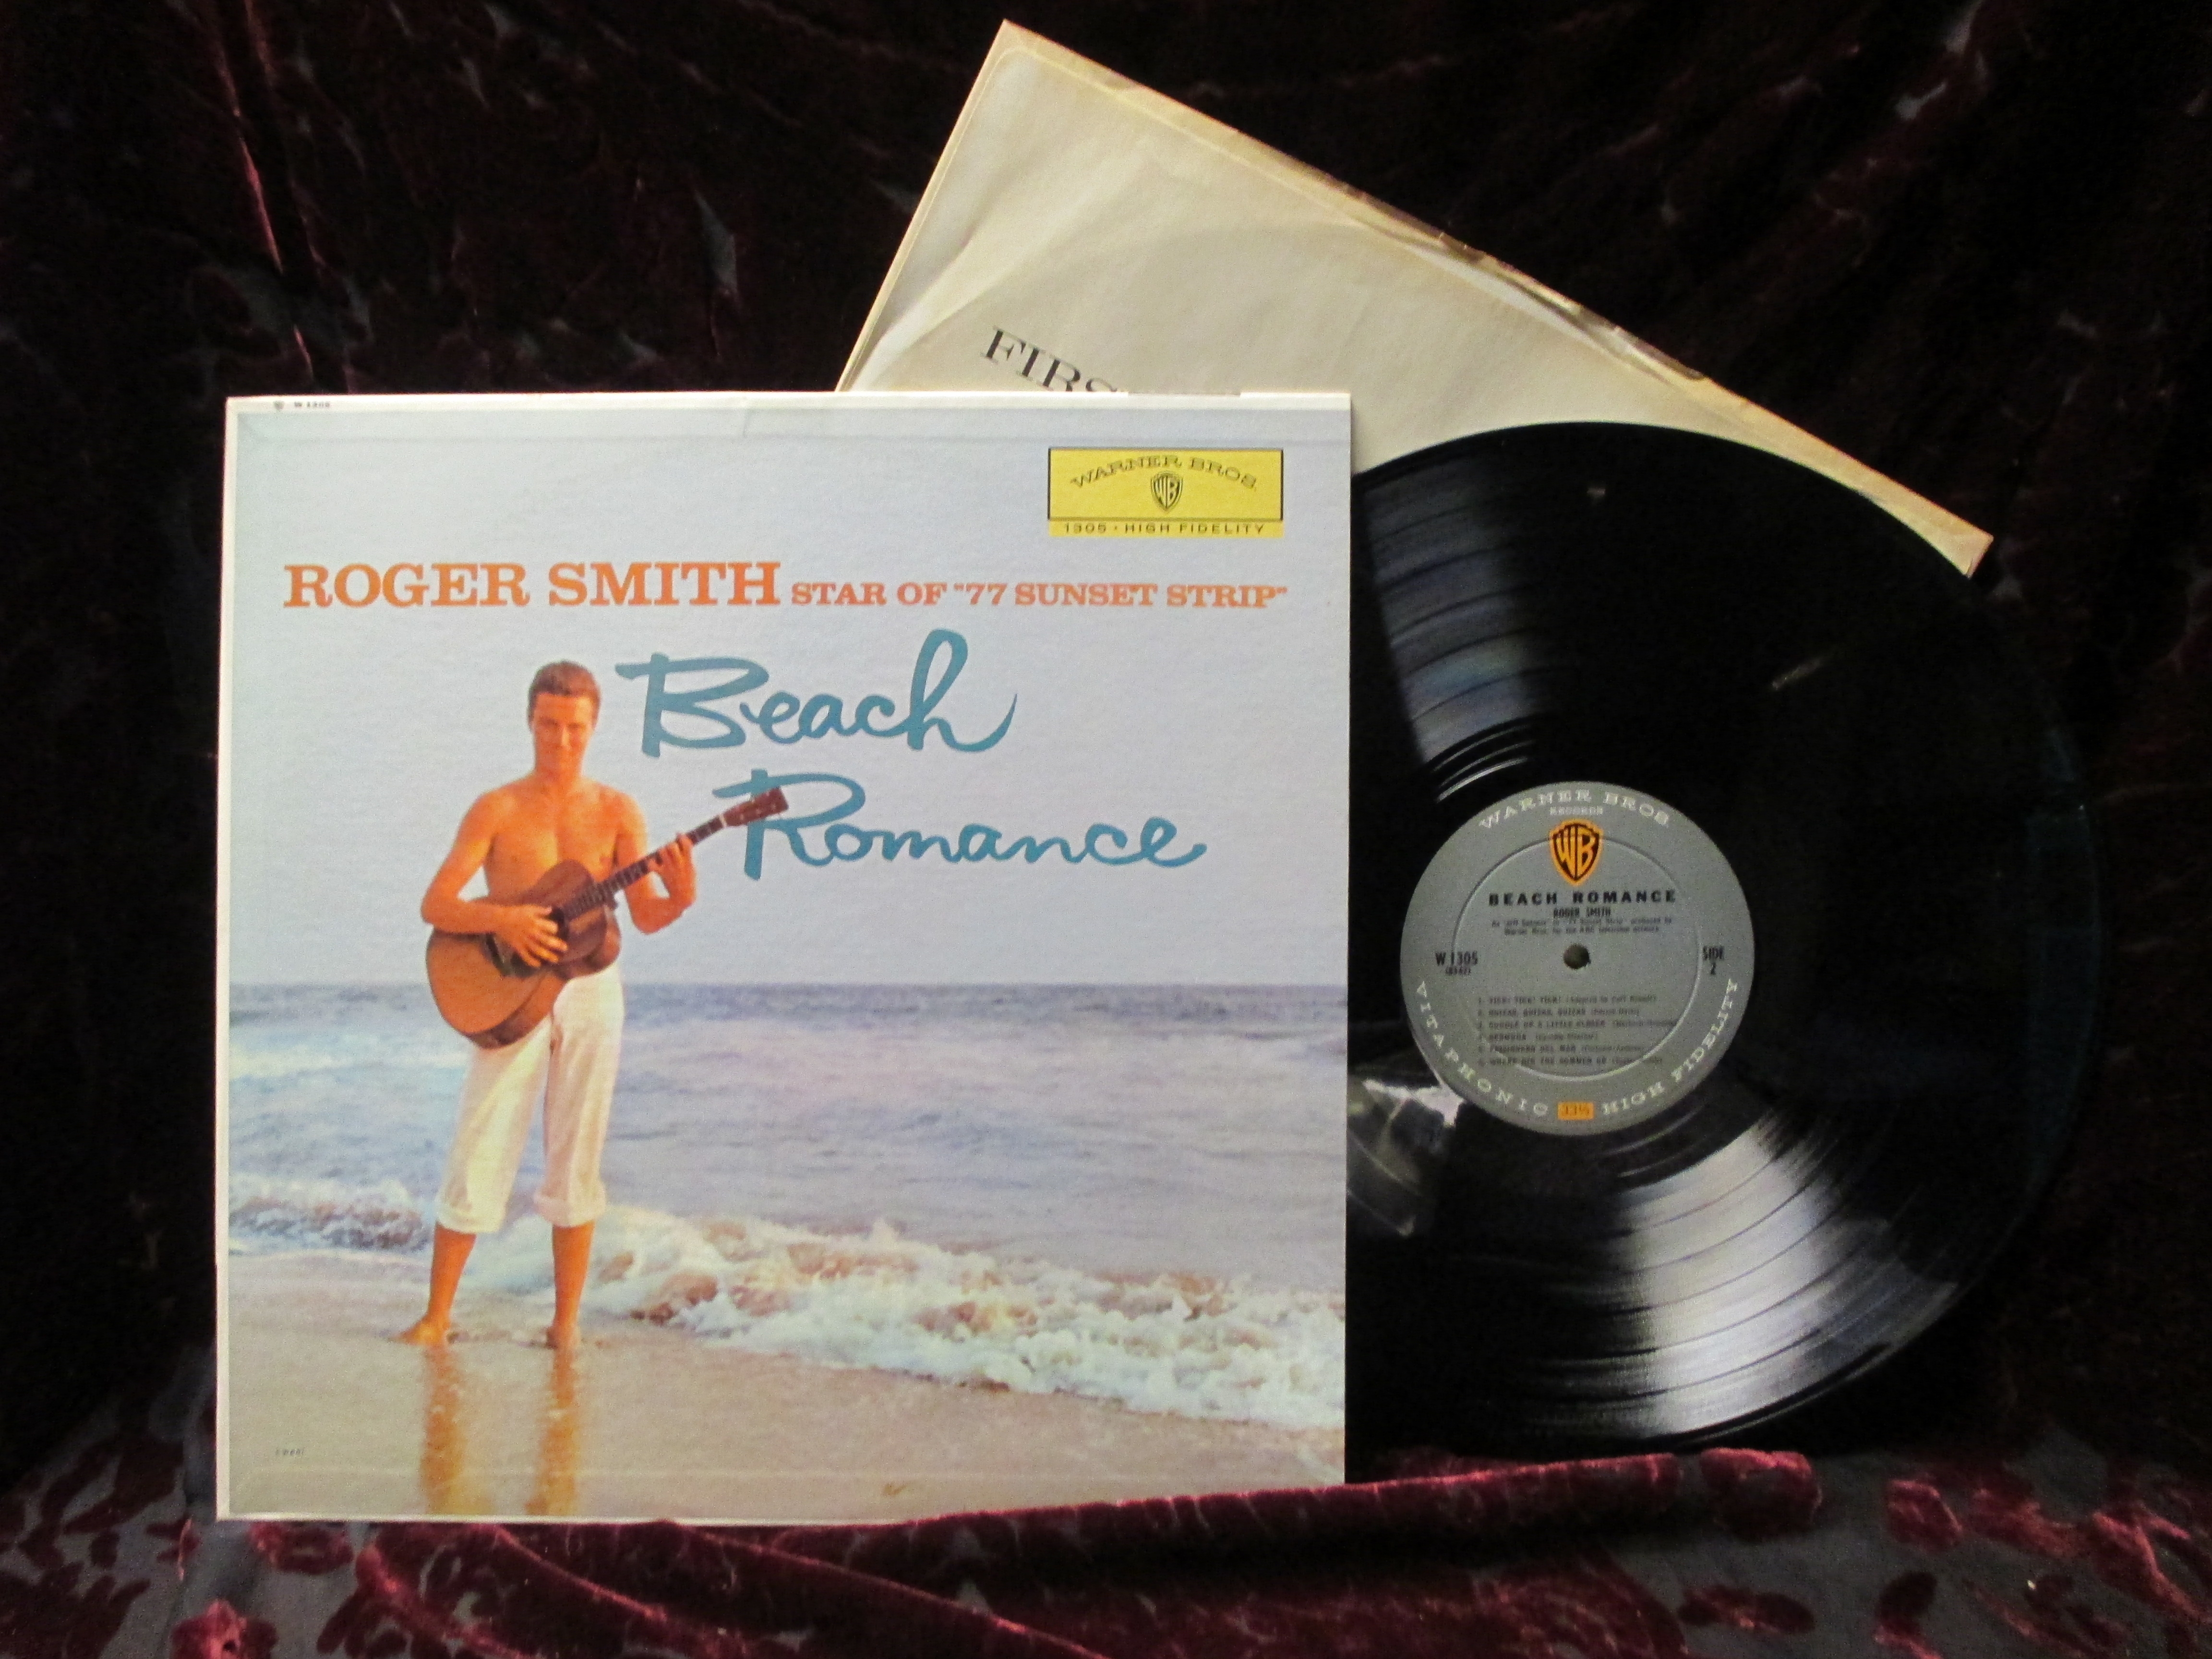 FIRS
W 1305
WARNER BROS.
WB
1305 · HIGH FIDELITY
ROGER SMITH STAR OF "77 SUNSET STRIP"
Beach
Romance
WARNER BROS.
RECORDS
WB
BEACH ROMANCE
ROGER SMITH
W 1305
SIDE
2
VITAPHONIC 33⅓ HIGH FIDELITY